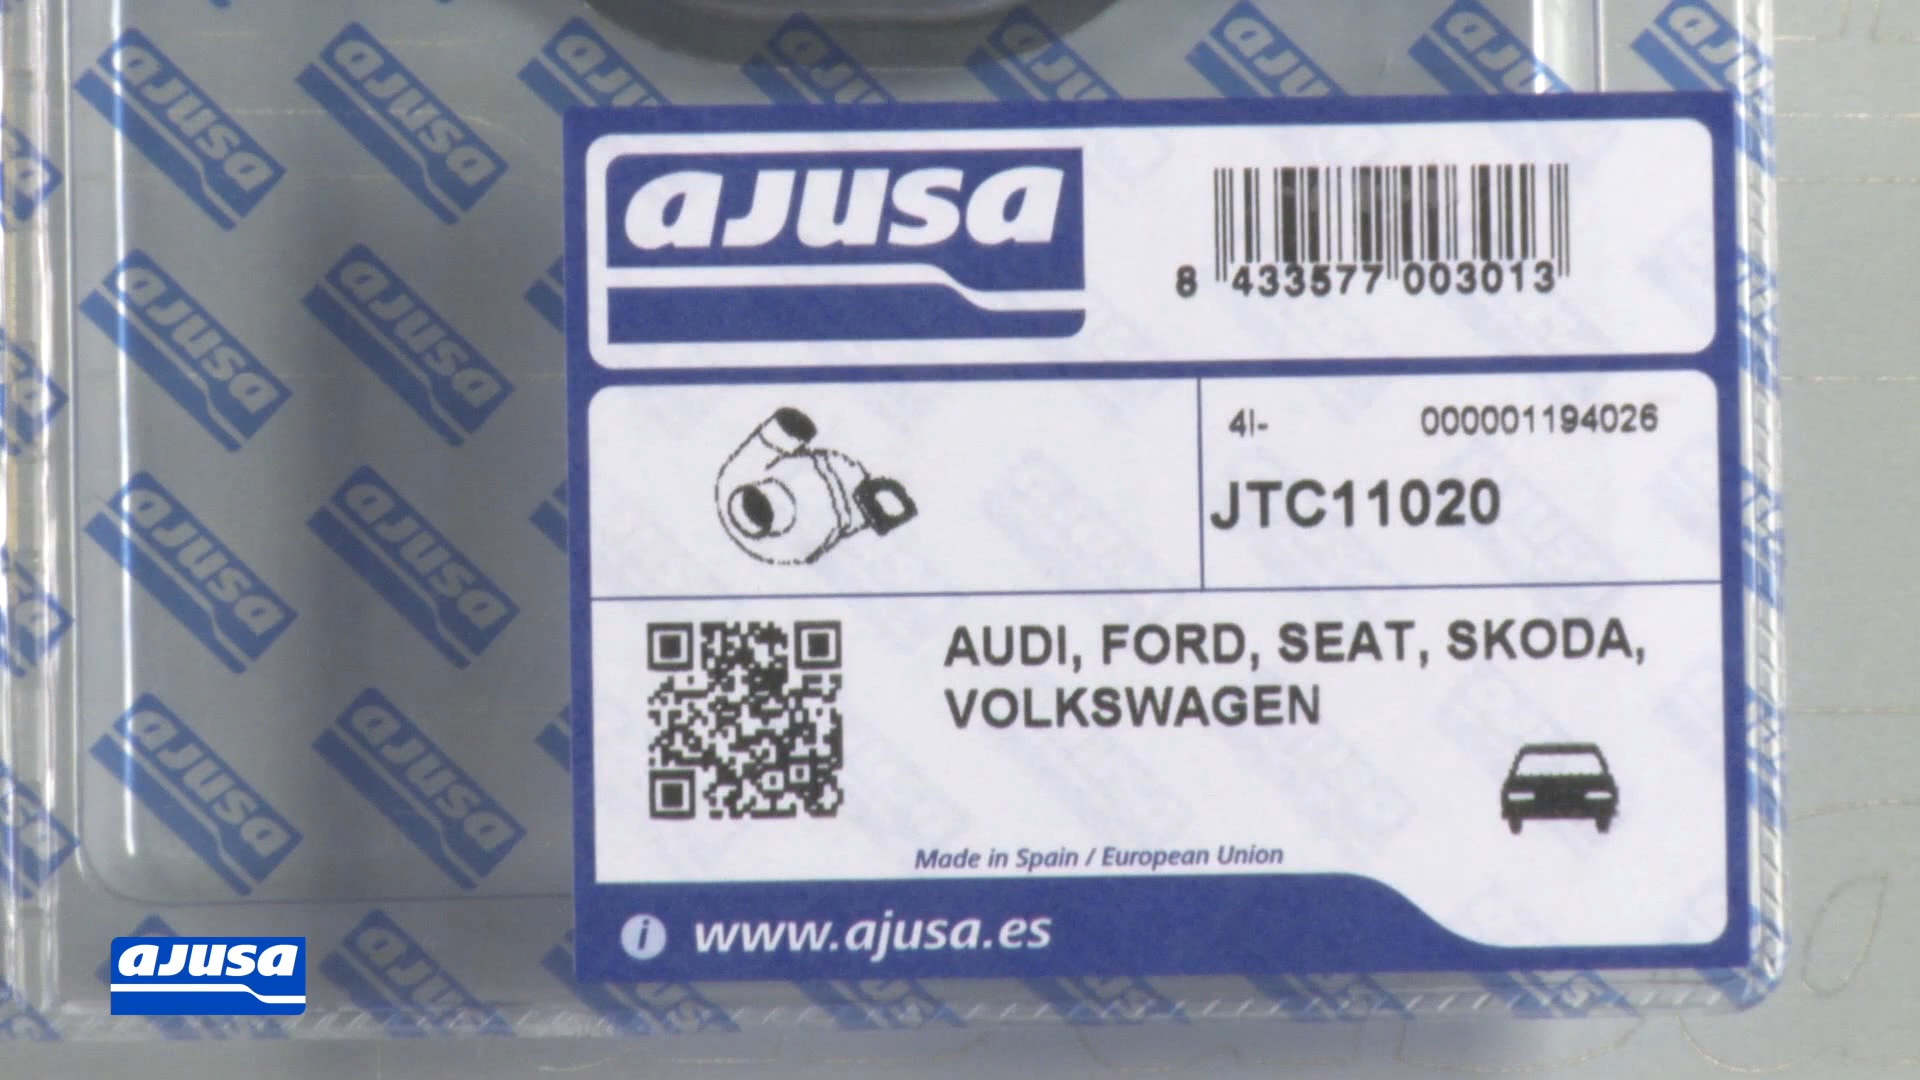 ajusa
8 433577 003013
4I- 000001194026
JTC11020
AUDI, FORD, SEAT, SKODA,
VOLKSWAGEN
Made in Spain / European Union
i www.ajusa.es
ajusa